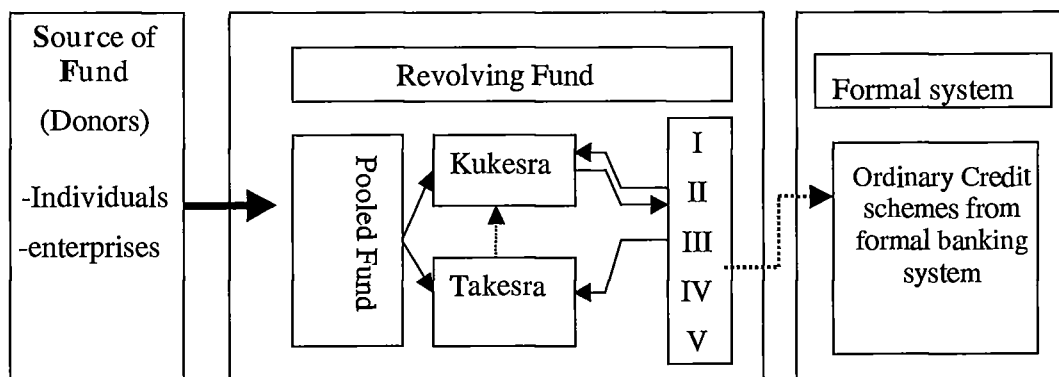 Source of
Fund
(Donors)
-Individuals
-enterprises
Revolving Fund
Pooled Fund
Kukesra
Takesra
I
II
III
IV
V
Formal system
Ordinary Credit
schemes from
formal banking
system